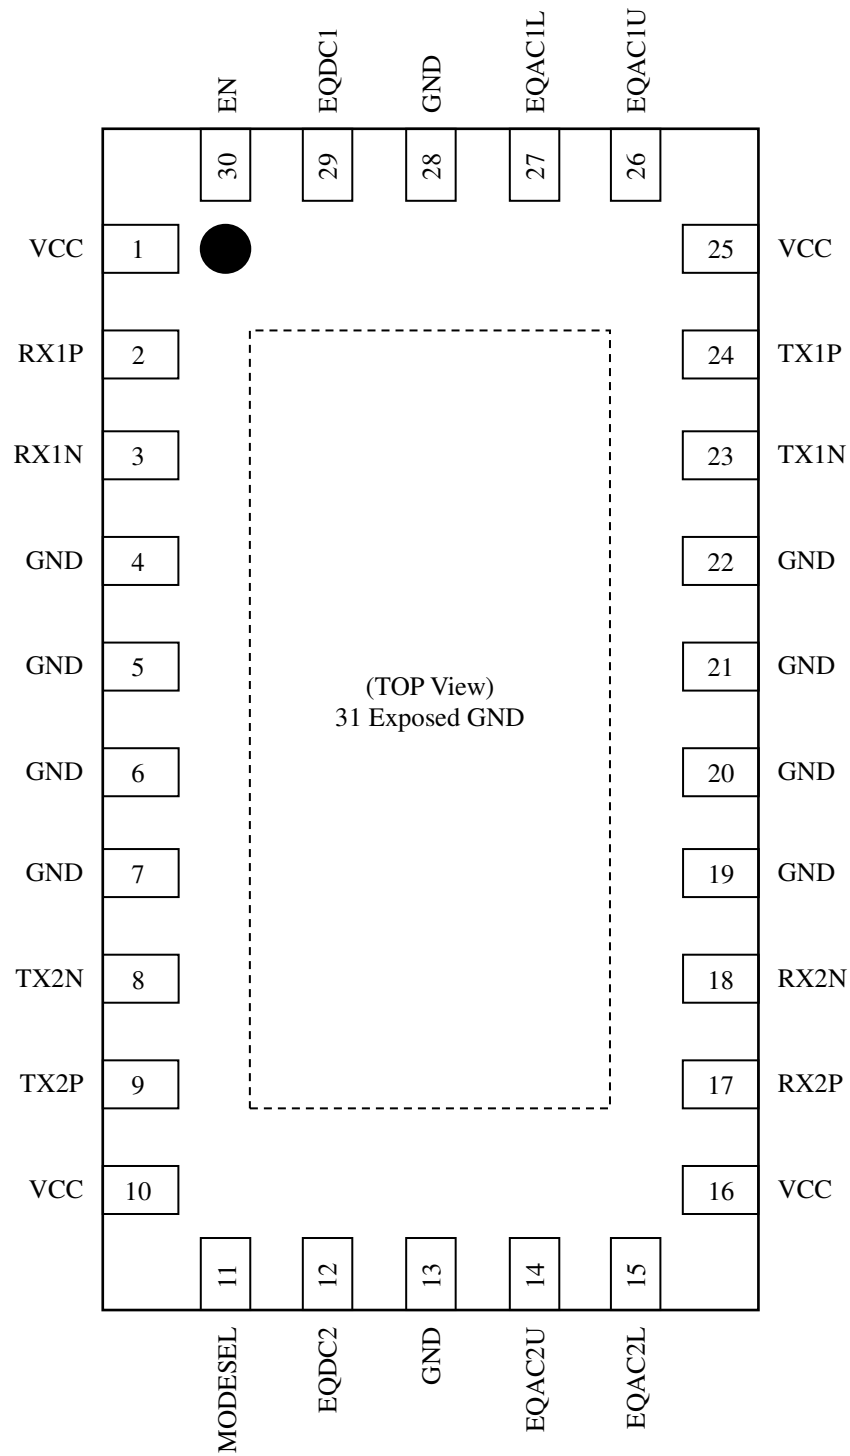 EN
EQDC1
GND
EQAC1L
EQAC1U
30
29
28
27
26
VCC 1 25 VCC
RX1P 2 24 TX1P
RX1N 3 23 TX1N
GND 4 22 GND
GND 5 21 GND
(TOP View)
31 Exposed GND
GND 6 20 GND
GND 7 19 GND
TX2N 8 18 RX2N
TX2P 9 17 RX2P
VCC 10 16 VCC
11
12
13
14
15
MODESEL
EQDC2
GND
EQAC2U
EQAC2L